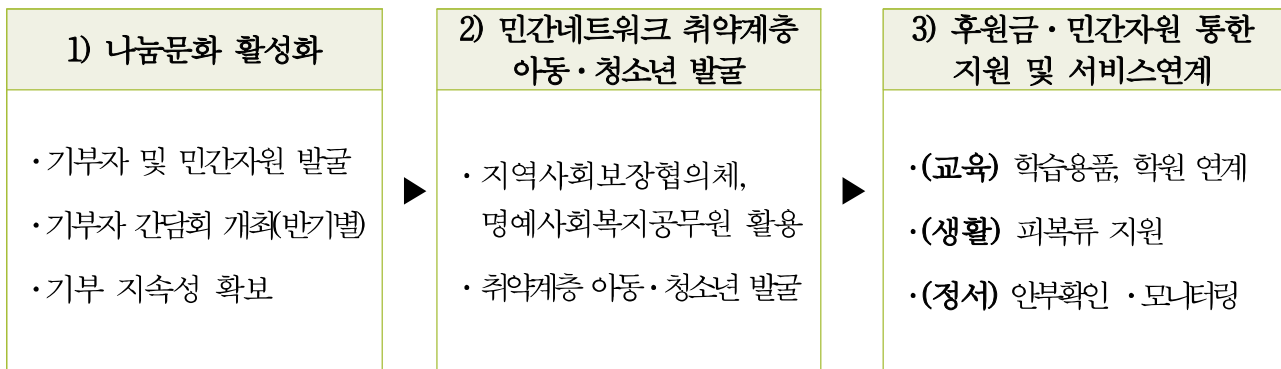 1) 나눔문화 활성화
· 기부자 및 민간자원 발굴
· 기부자 간담회 개최(반기별)
· 기부 지속성 확보
▶
2) 민간네트워크 취약계층
아동·청소년 발굴
· 지역사회보장협의체,
명예사회복지공무원 활용
· 취약계층 아동·청소년 발굴
▶
3) 후원금·민간자원 통한
지원 및 서비스연계
·(교육) 학습용품, 학원 연계
·(생활) 피복류 지원
·(정서) 안부확인 ·모니터링